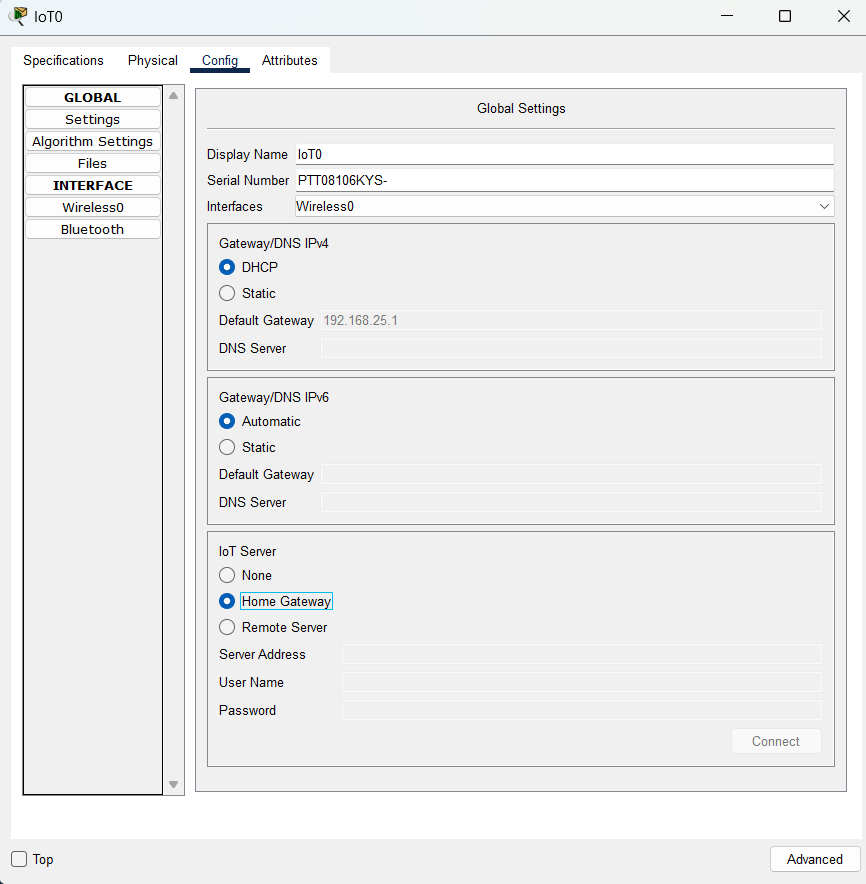 IoT0
Specifications Physical Config Attributes
GLOBAL
Settings
Algorithm Settings
Files
INTERFACE
Wireless0
Bluetooth
Global Settings
Display Name IoT0
Serial Number PTT08106KYS-
Interfaces Wireless0
Gateway/DNS IPv4
DHCP
Static
Default Gateway 192.168.25.1
DNS Server
Gateway/DNS IPv6
Automatic
Static
Default Gateway
DNS Server
IoT Server
None
Home Gateway
Remote Server
Server Address
User Name
Password
Connect
Top
Advanced